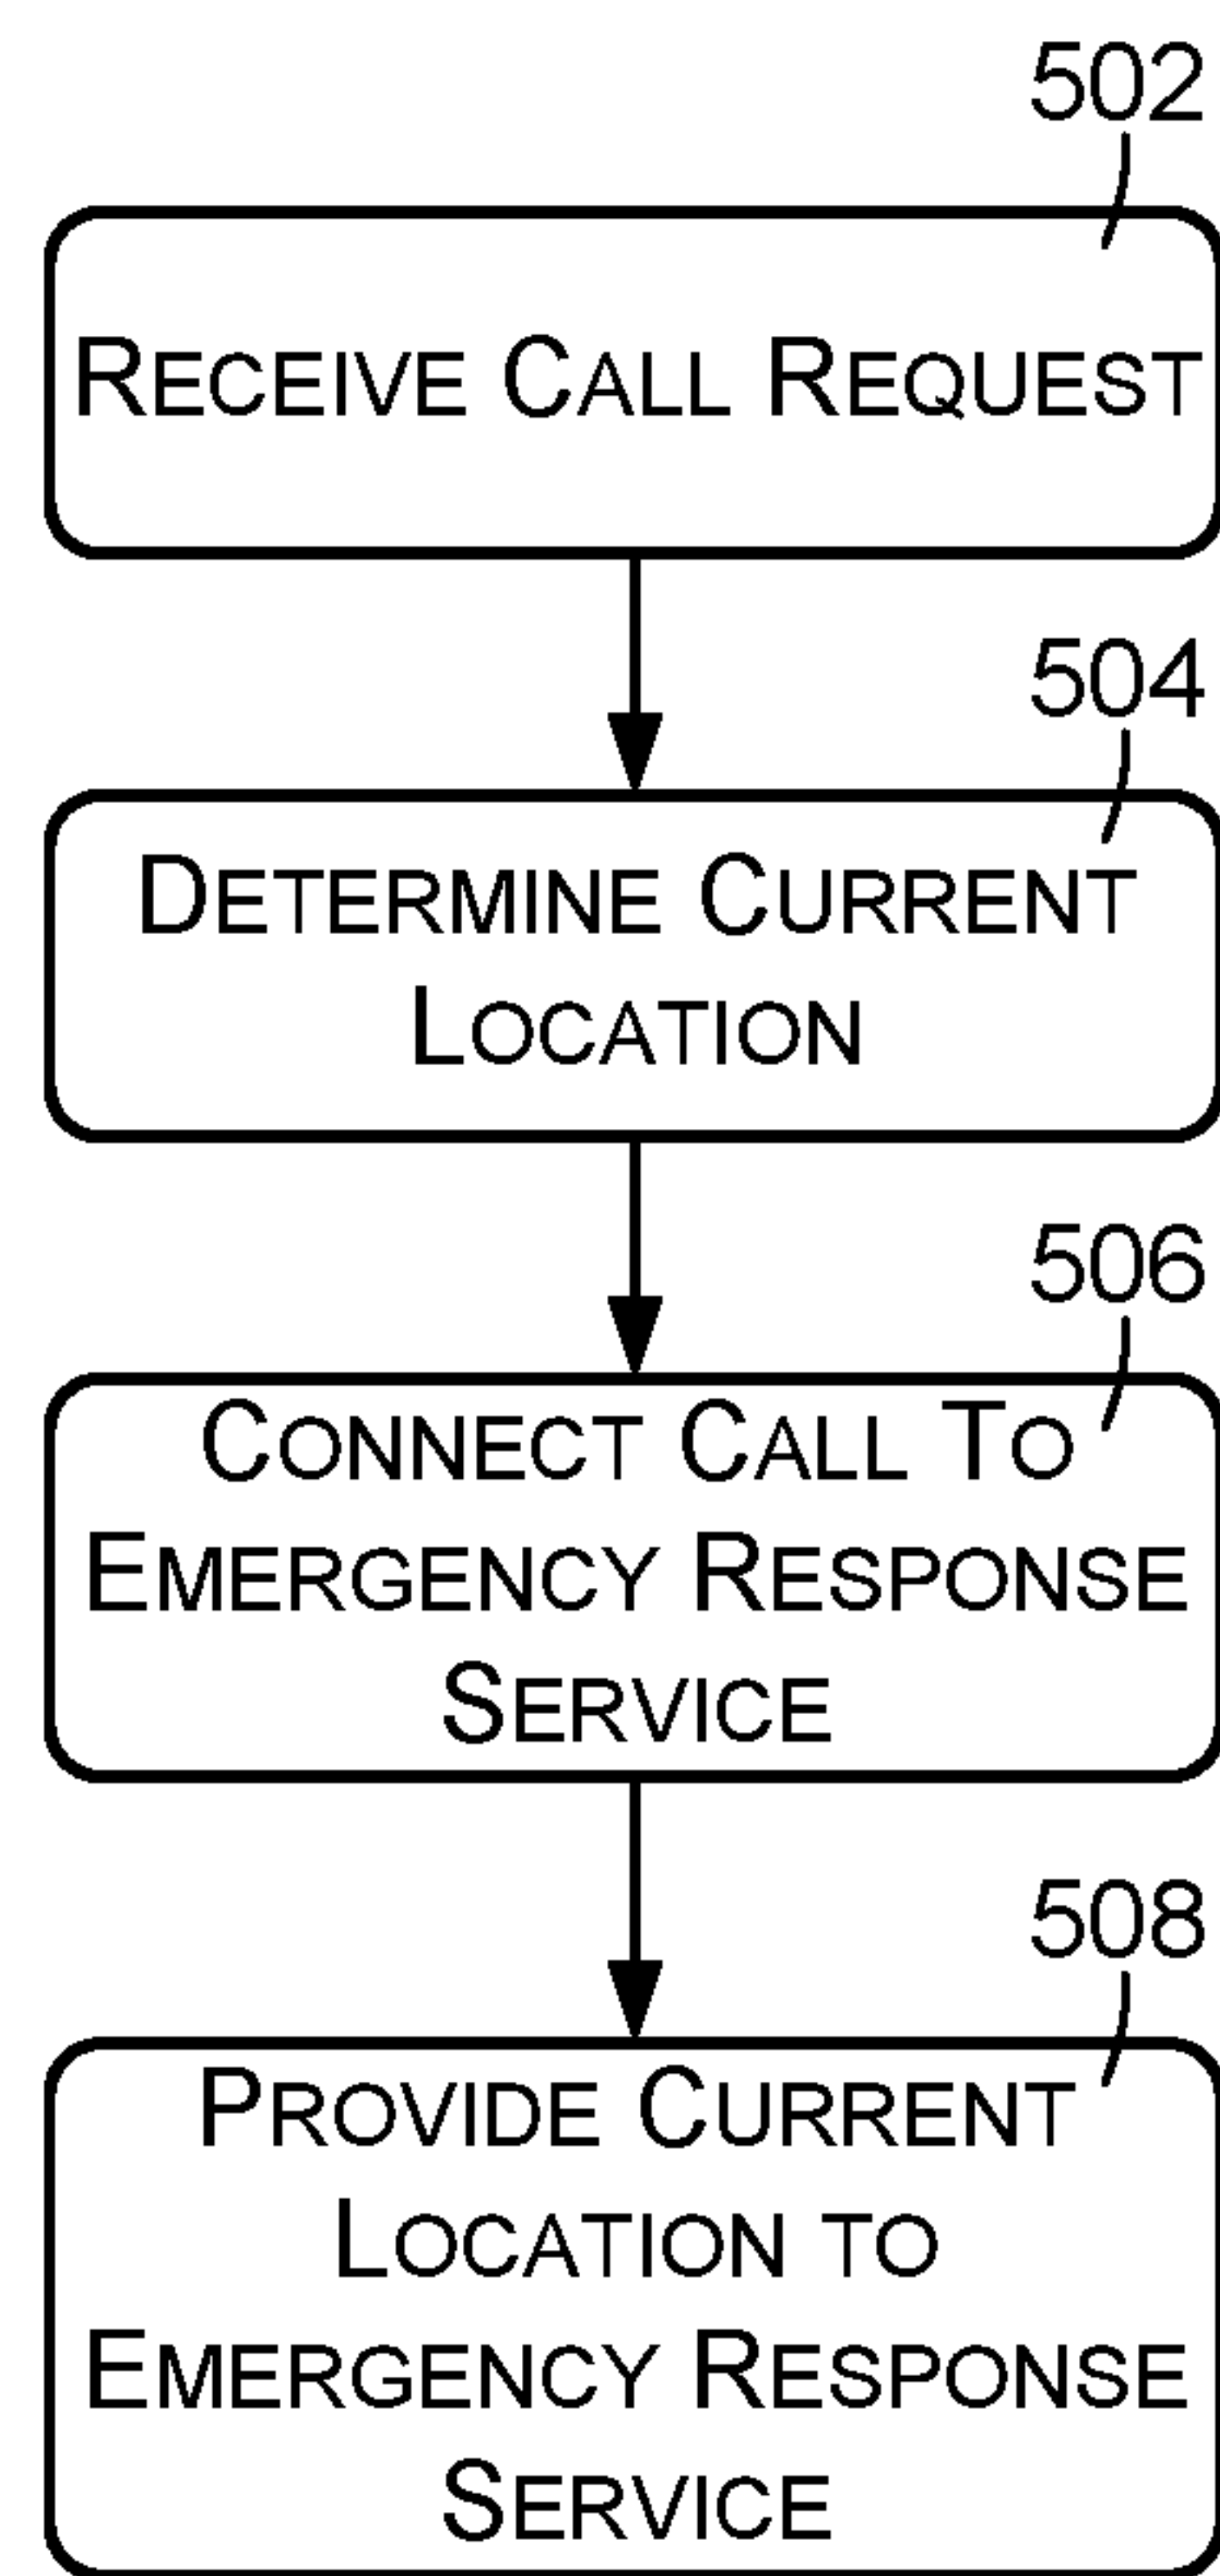 502
RECEIVE CALL REQUEST
504
DETERMINE CURRENT
LOCATION
506
CONNECT CALL TO
EMERGENCY RESPONSE
SERVICE
508
PROVIDE CURRENT
LOCATION TO
EMERGENCY RESPONSE
SERVICE